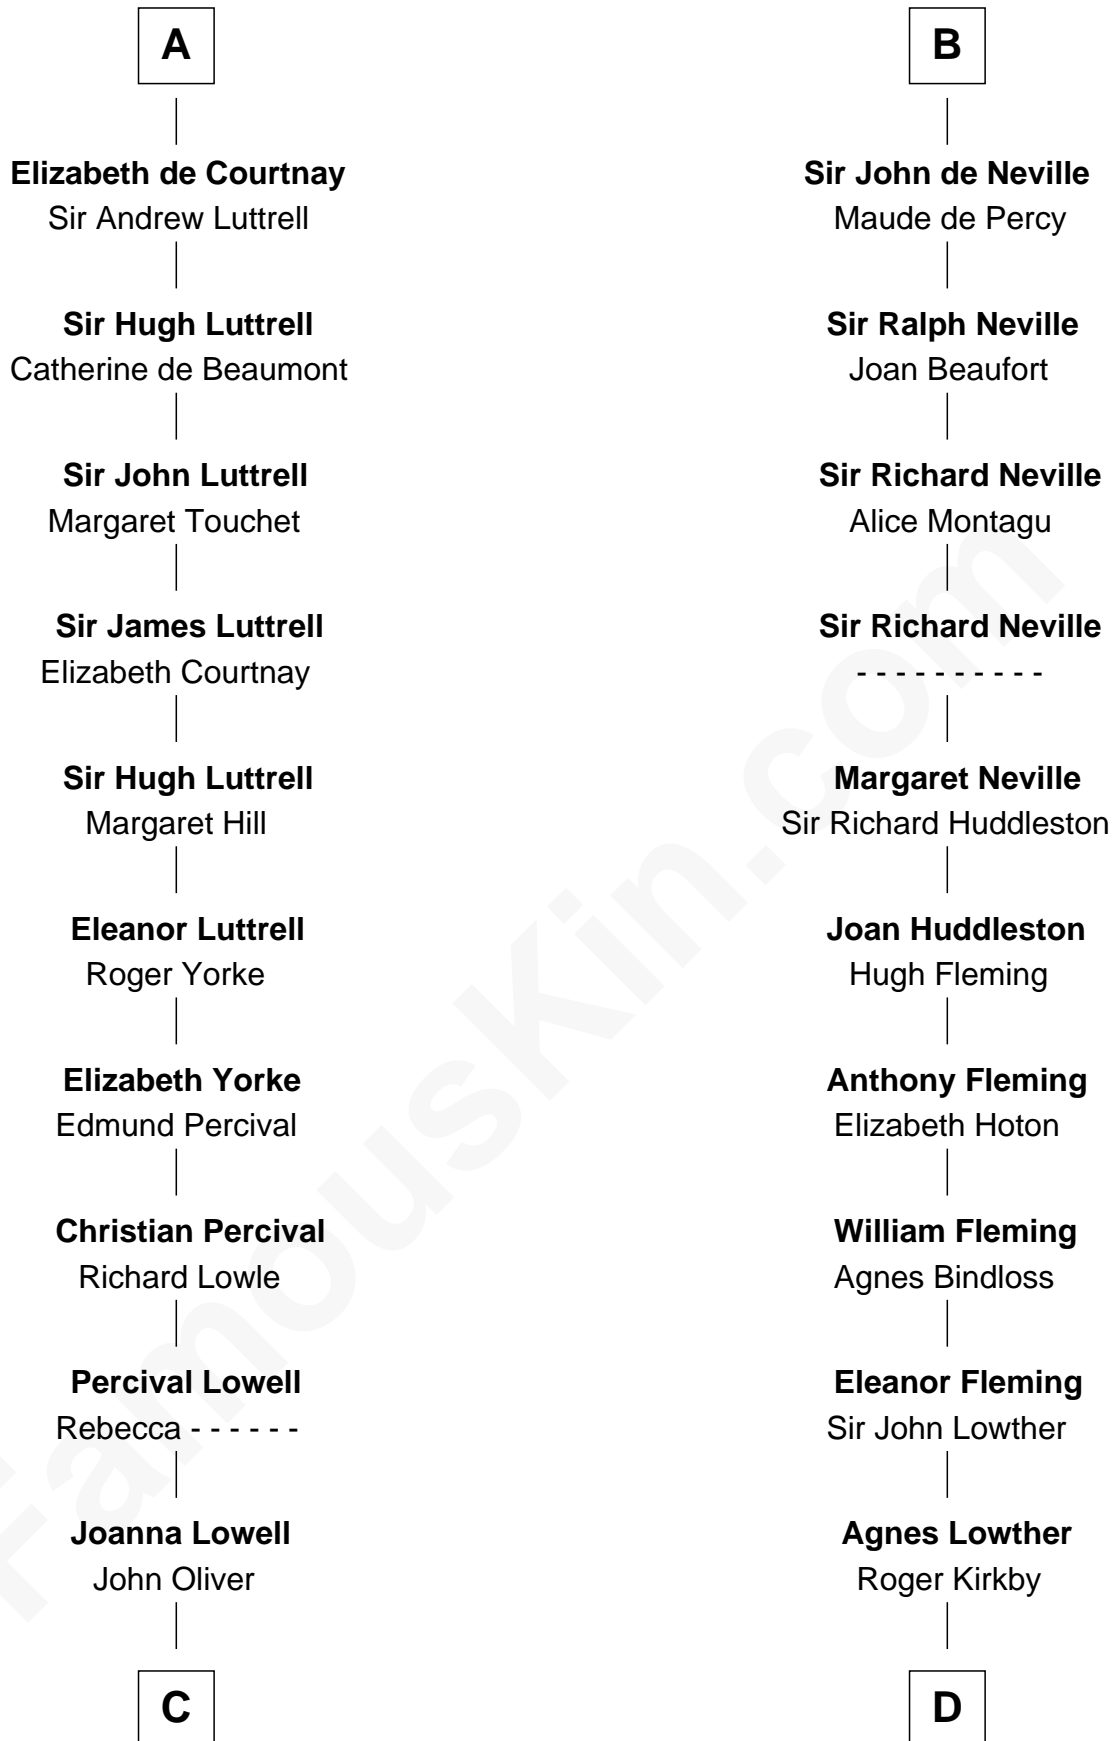 A
Elizabeth de Courtnay
Sir Andrew Luttrell
Sir Hugh Luttrell
Catherine de Beaumont
Sir John Luttrell
Margaret Touchet
Sir James Luttrell
Elizabeth Courtnay
Sir Hugh Luttrell
Margaret Hill
Eleanor Luttrell
Roger Yorke
Elizabeth Yorke
Edmund Percival
Christian Percival
Richard Lowle
Percival Lowell
Rebecca - - - - - -
Joanna Lowell
John Oliver
C
B
Sir John de Neville
Maude de Percy
Sir Ralph Neville
Joan Beaufort
Sir Richard Neville
Alice Montagu
Sir Richard Neville
- - - - - - - - - -
Margaret Neville
Sir Richard Huddleston
Joan Huddleston
Hugh Fleming
Anthony Fleming
Elizabeth Hoton
William Fleming
Agnes Bindloss
Eleanor Fleming
Sir John Lowther
Agnes Lowther
Roger Kirkby
D
FamousKin.com